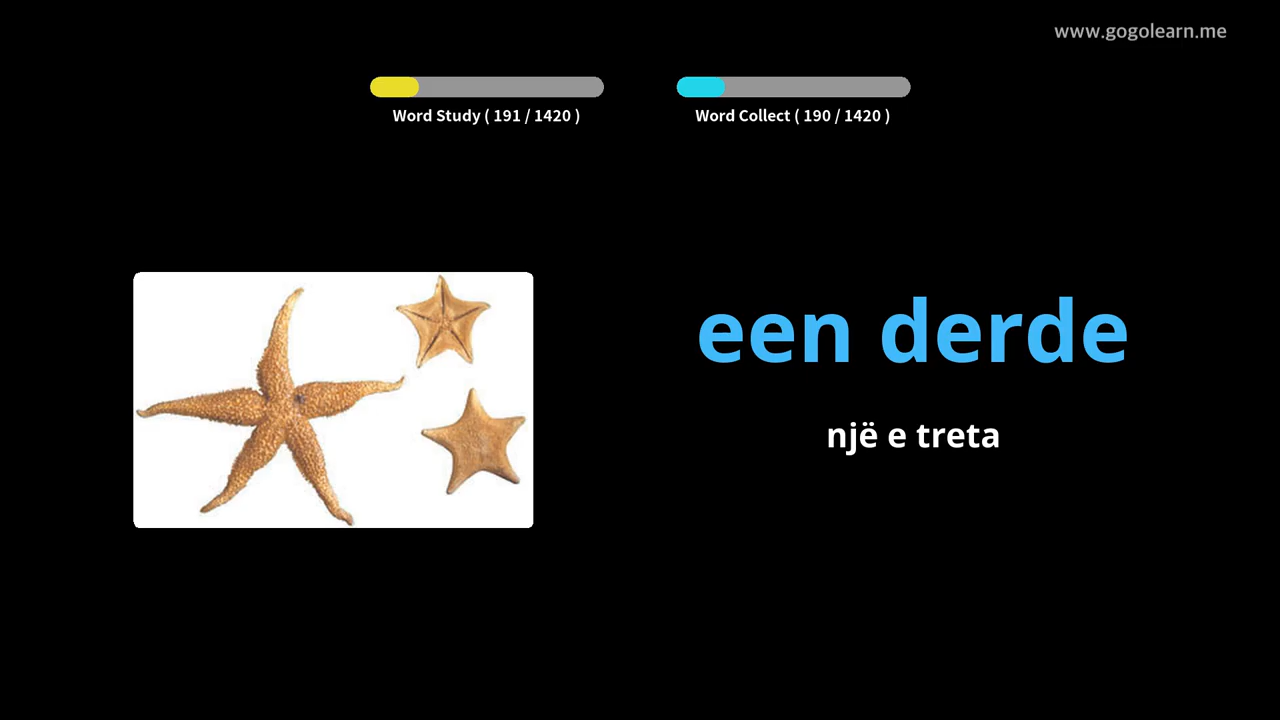 www.gogolearn.me
Word Study ( 191 / 1420 )
Word Collect ( 190 / 1420 )
een derde
një e treta